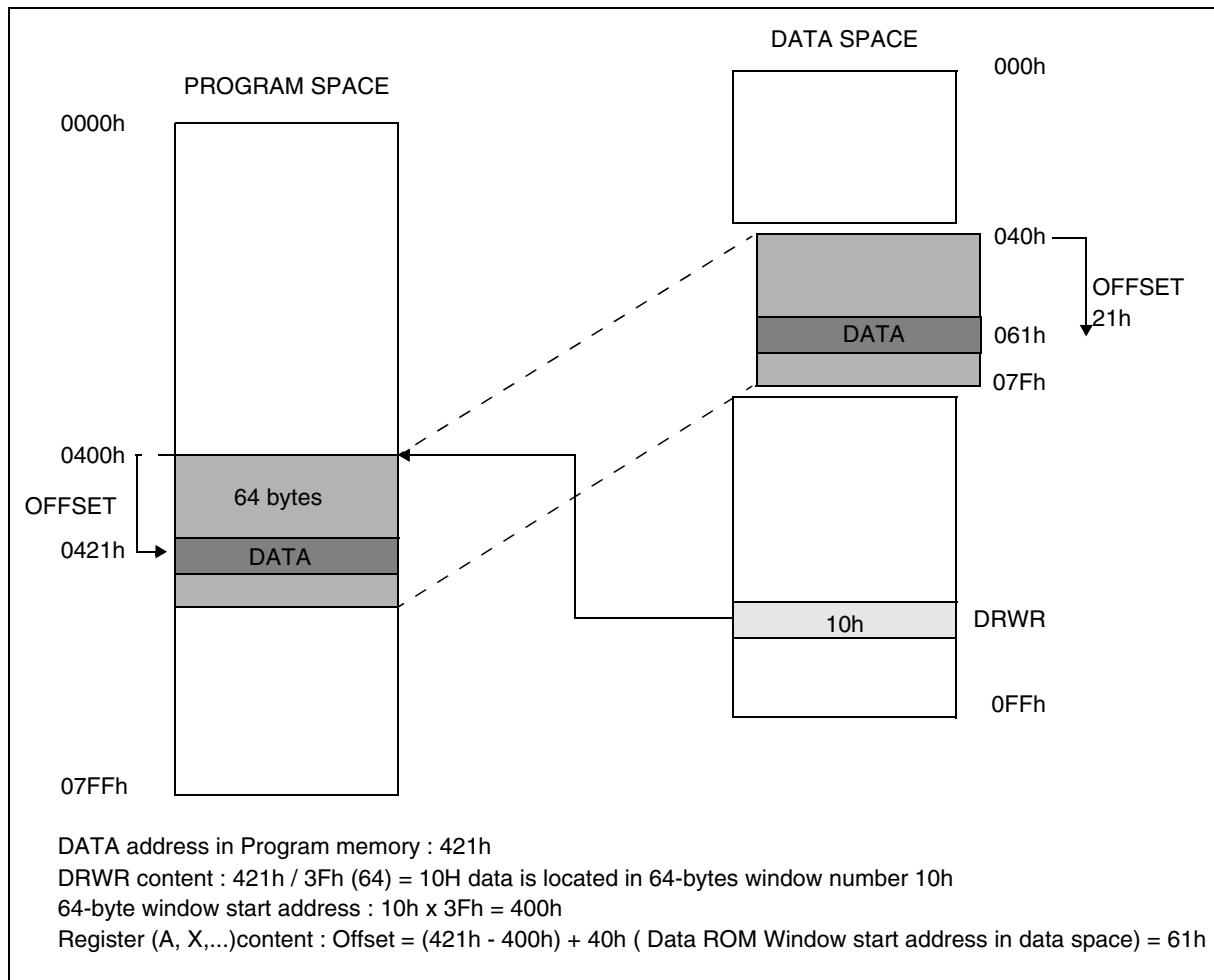 DATA SPACE
000h
PROGRAM SPACE
0000h
040h
OFFSET
21h
DATA
061h
07Fh
0400h
64 bytes
OFFSET
0421h
DATA
10h
DRWR
0FFh
07FFh
DATA address in Program memory : 421h
DRWR content : 421h / 3Fh (64) = 10H data is located in 64-bytes window number 10h
64-byte window start address : 10h x 3Fh = 400h
Register (A, X,...)content : Offset = (421h - 400h) + 40h ( Data ROM Window start address in data space) = 61h